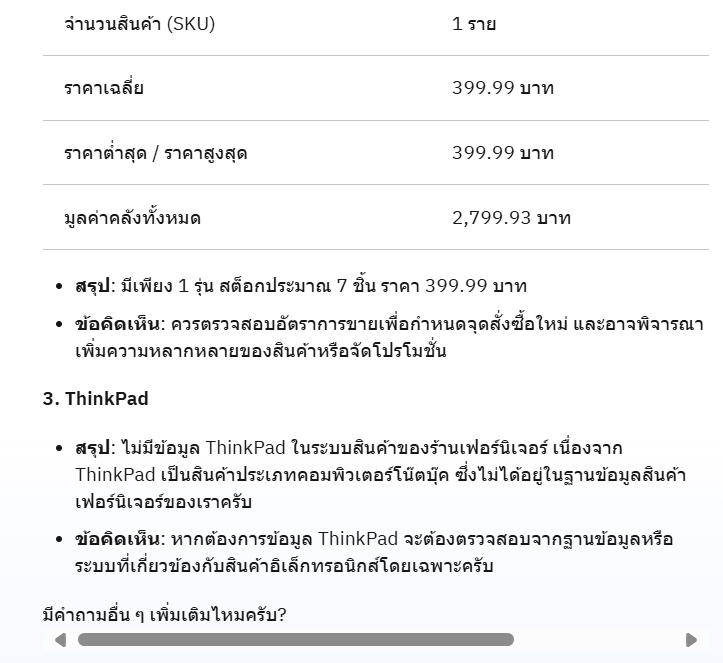 จำนวนสินค้า (SKU) 1 ราย
ราคาเฉลี่ย 399.99 บาท
ราคาต่ำสุด / ราคาสูงสุด 399.99 บาท
มูลค่าคลังทั้งหมด 2,799.93 บาท
• สรุป: มีเพียง 1 รุ่น สต็อกประมาณ 7 ชิ้น ราคา 399.99 บาท
• ข้อคิดเห็น: ควรตรวจสอบอัตราการขายเพื่อกำหนดจุดสั่งซื้อใหม่ และอาจพิจารณา
เพิ่มความหลากหลายของสินค้าหรือจัดโปรโมชั่น
3. ThinkPad
• สรุป: ไม่มีข้อมูล ThinkPad ในระบบสินค้าของร้านเฟอร์นิเจอร์ เนื่องจาก
ThinkPad เป็นสินค้าประเภทคอมพิวเตอร์โน๊ตบุ๊ค ซึ่งไม่ได้อยู่ในฐานข้อมูลสินค้า
เฟอร์นิเจอร์ของเราครับ
• ข้อคิดเห็น: หากต้องการข้อมูล ThinkPad จะต้องตรวจสอบจากฐานข้อมูลหรือ
ระบบที่เกี่ยวข้องกับสินค้าอิเล็กทรอนิกส์โดยเฉพาะครับ
มีคำถามอื่น ๆ เพิ่มเติมไหมครับ?